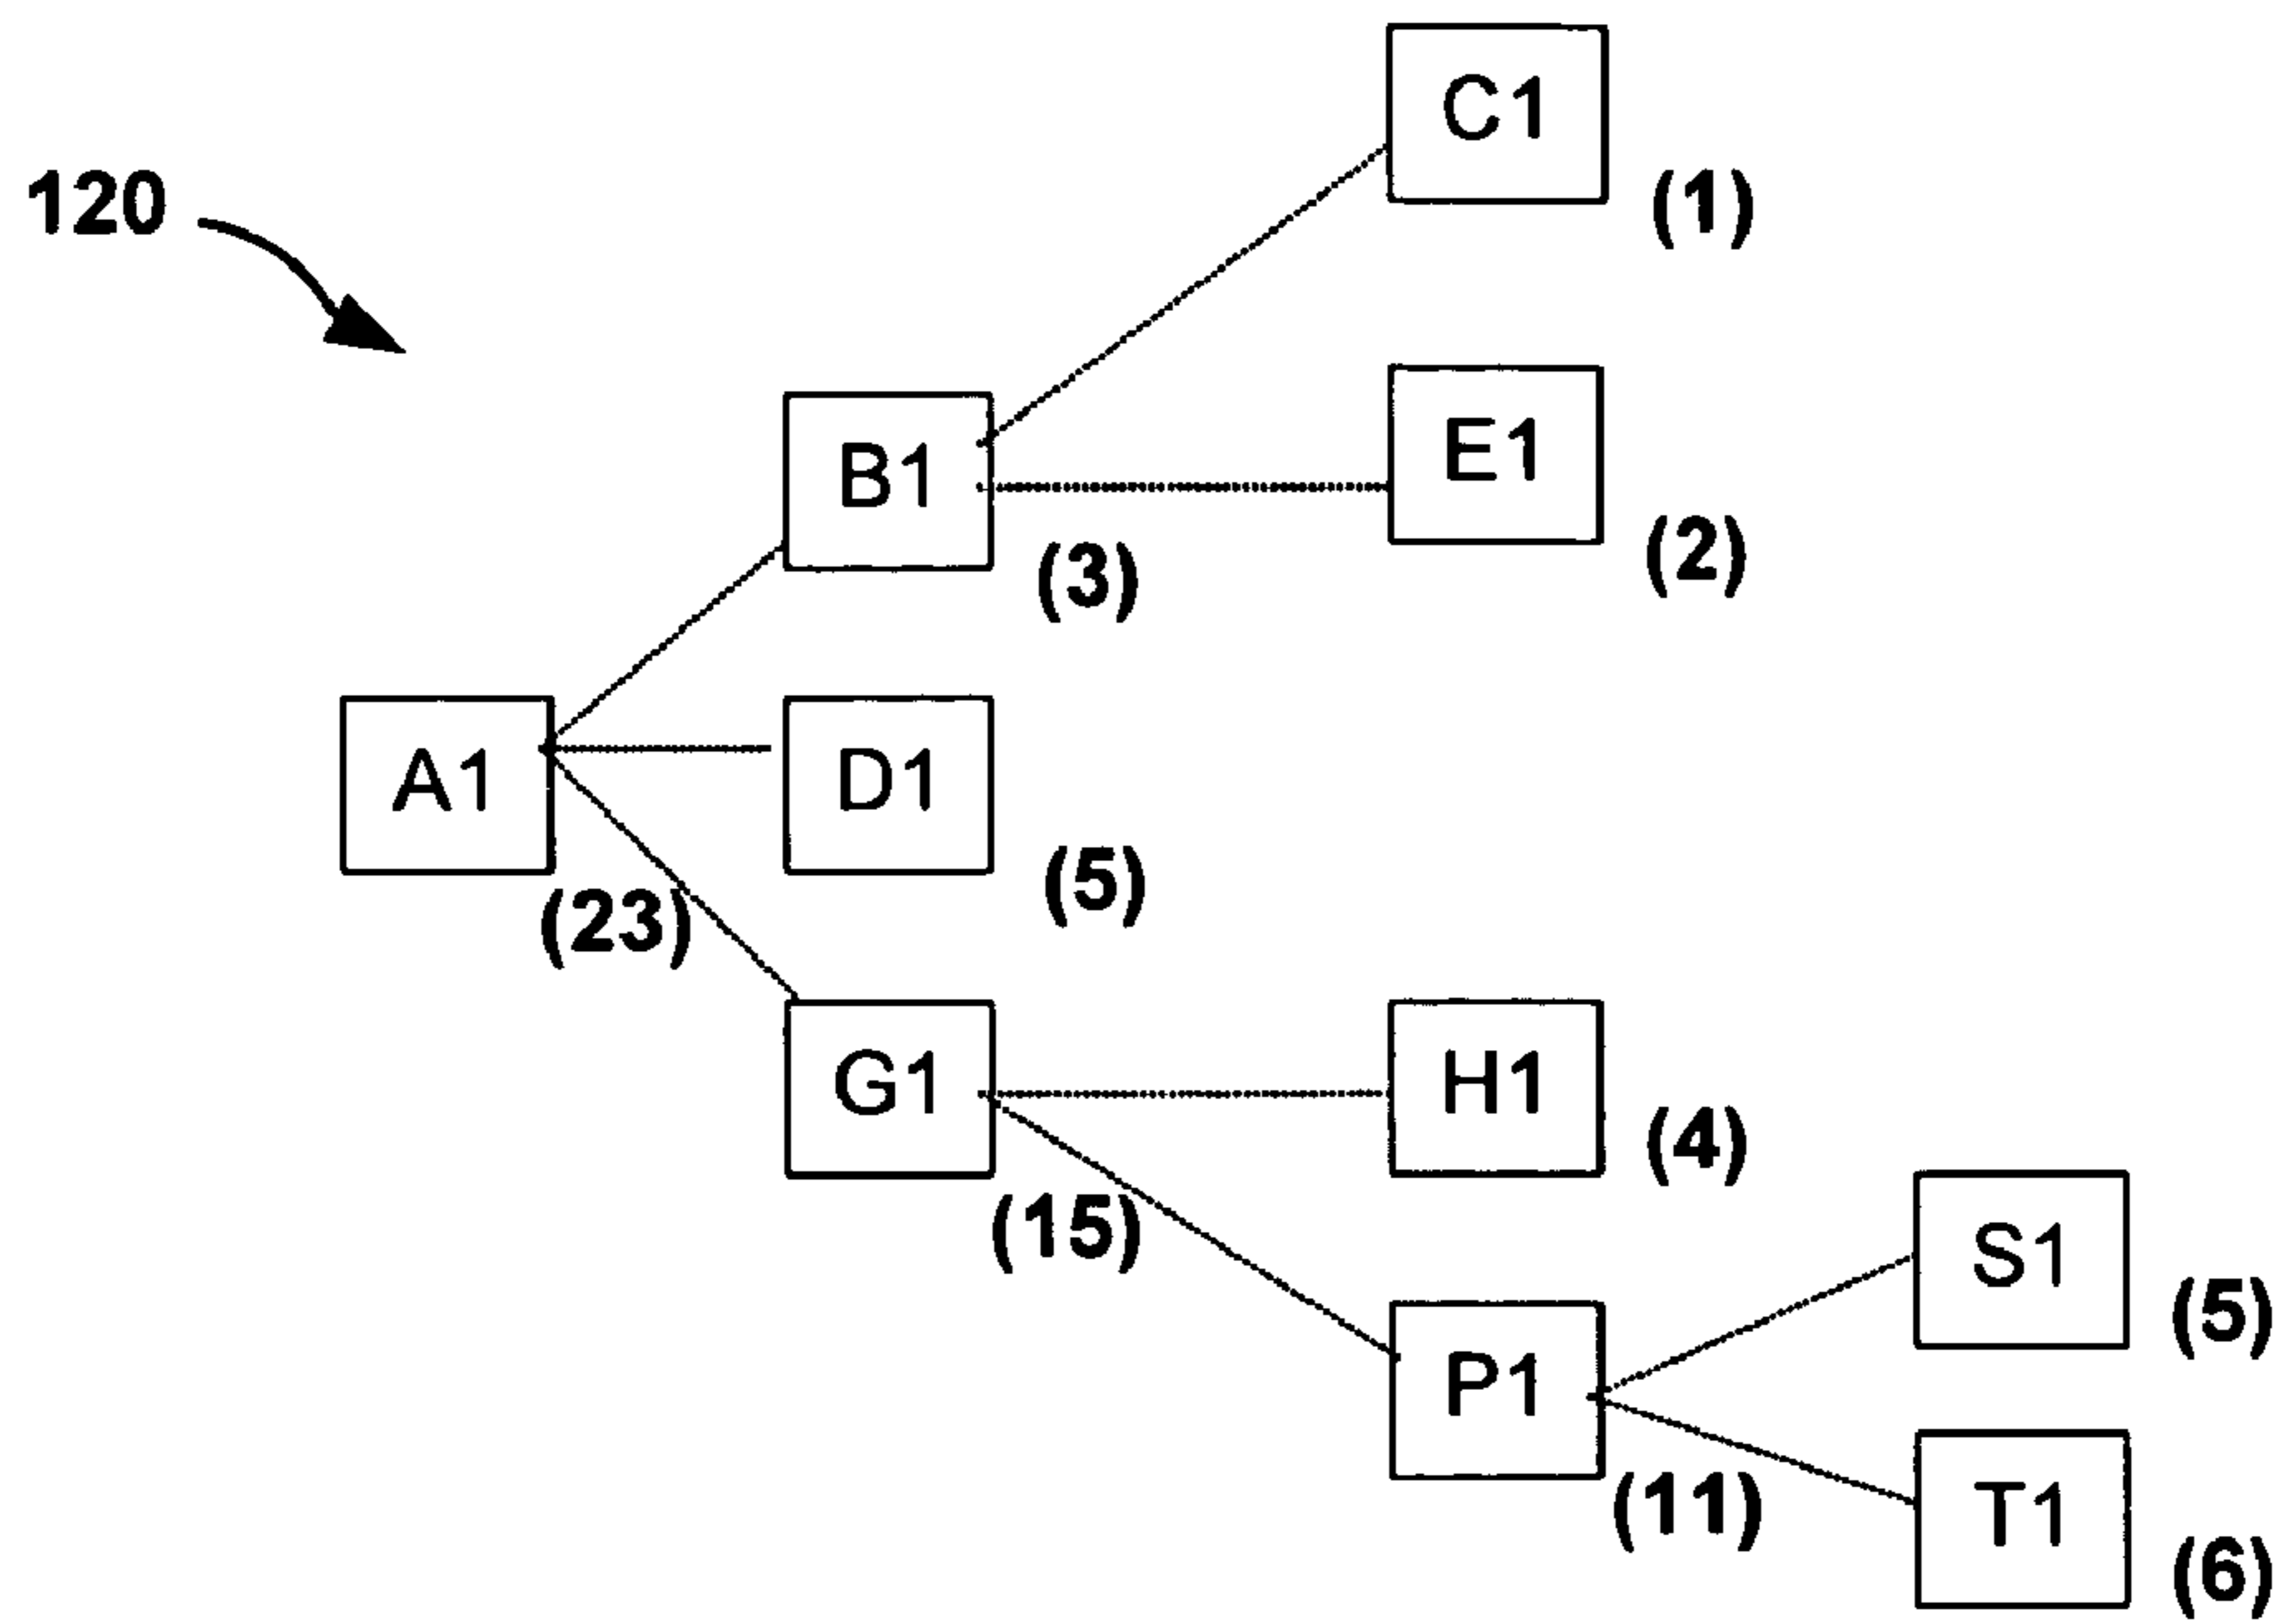 120
C1
(1)
B1
(3)
E1
(2)
A1
(23)
D1
(5)
G1
(15)
H1
(4)
P1
(11)
S1
(5)
T1
(6)